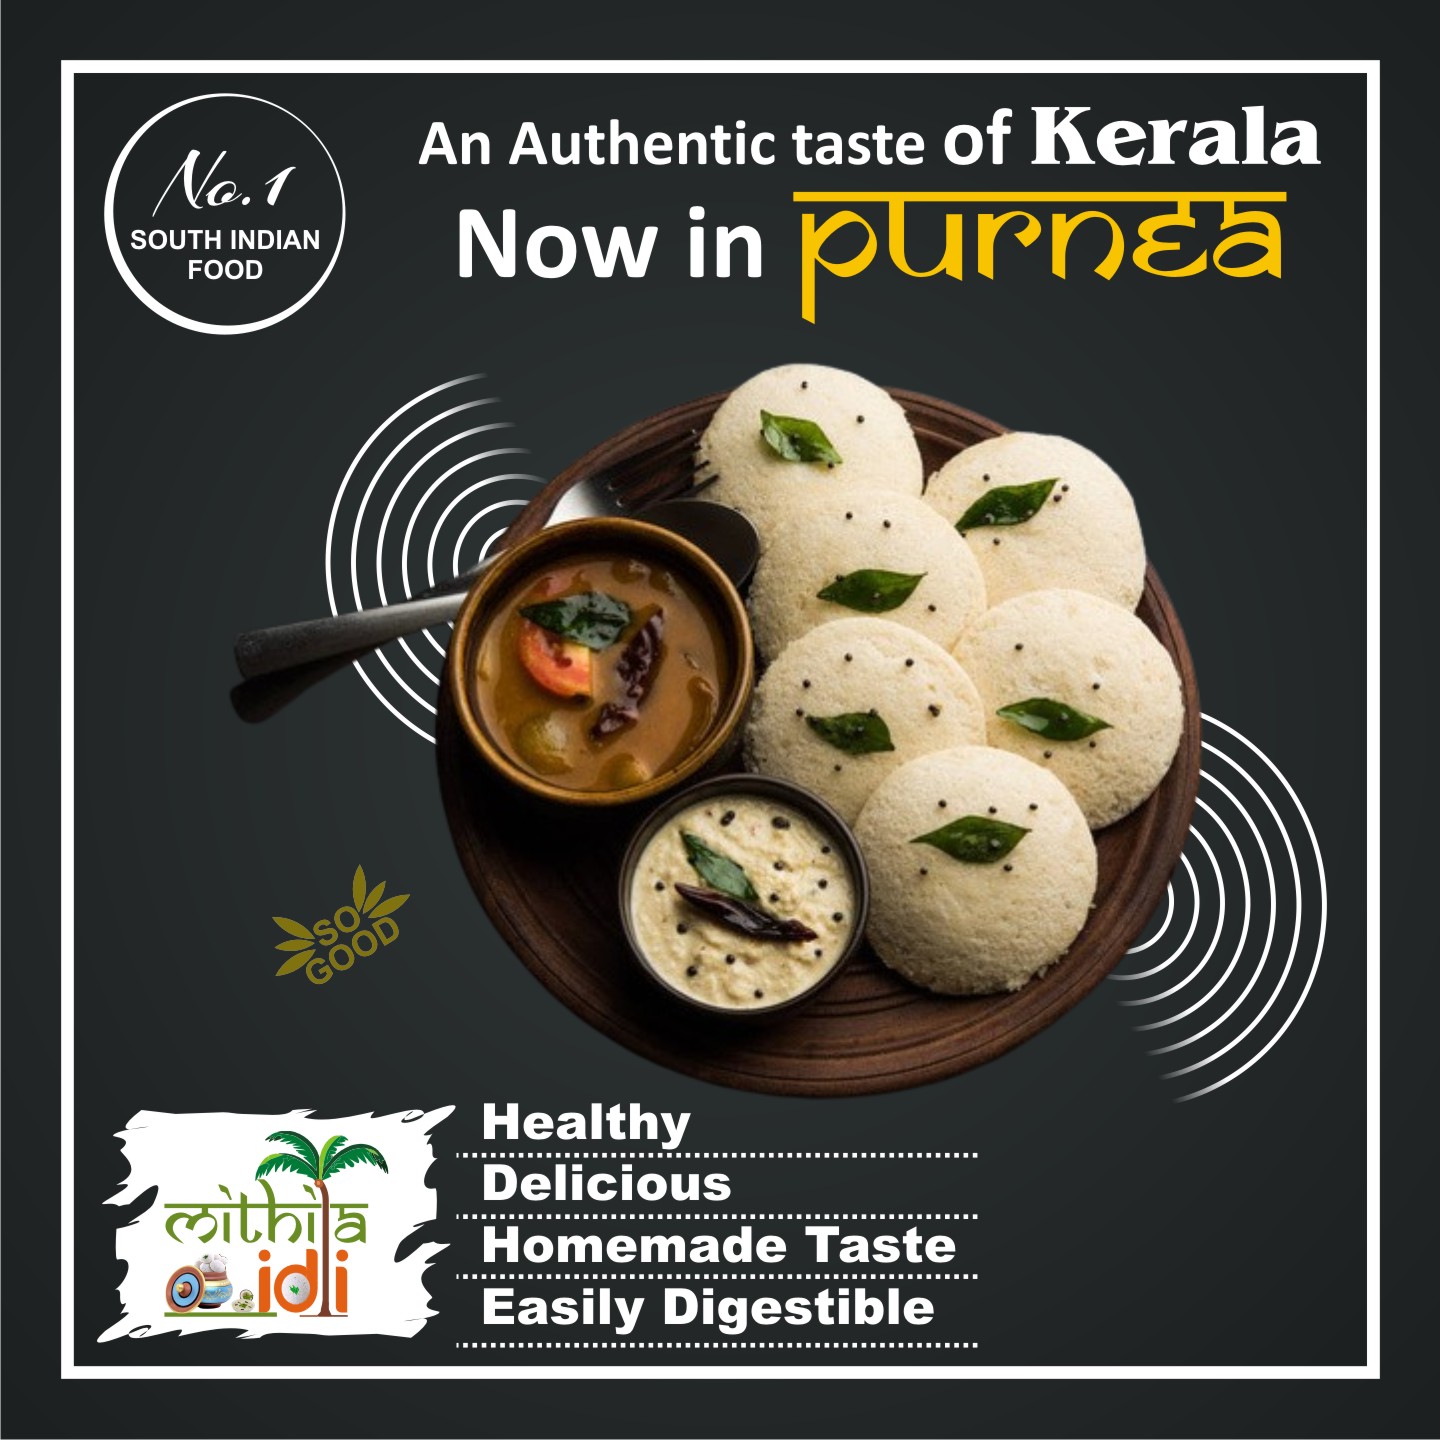 No.1
SOUTH INDIAN
FOOD
An Authentic taste of Kerala
Now in purnea
SO
GOOD
mithila
idli
Healthy
Delicious
Homemade Taste
Easily Digestible